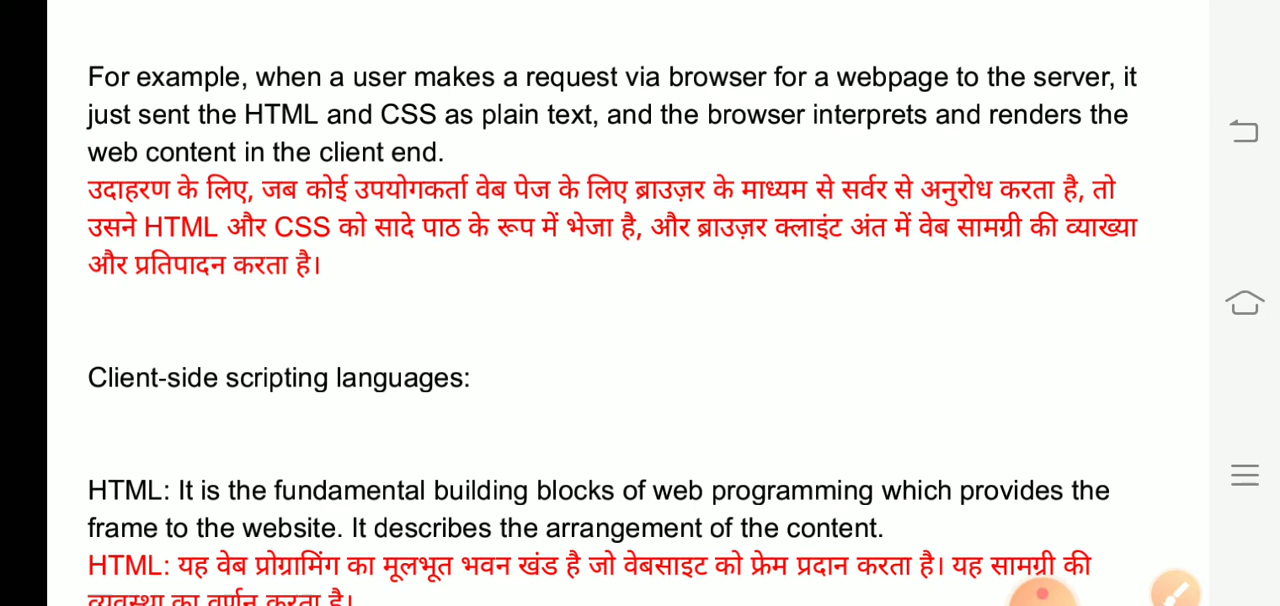 For example, when a user makes a request via browser for a webpage to the server, it
just sent the HTML and CSS as plain text, and the browser interprets and renders the
web content in the client end.
उदाहरण के लिए, जब कोई उपयोगकर्ता वेब पेज के लिए ब्राउज़र के माध्यम से सर्वर से अनुरोध करता है, तो
उसने HTML और CSS को सादे पाठ के रूप में भेजा है, और ब्राउज़र क्लाइंट अंत में वेब सामग्री की व्याख्या
और प्रतिपादन करता है।
Client-side scripting languages:
HTML: It is the fundamental building blocks of web programming which provides the
frame to the website. It describes the arrangement of the content.
HTML: यह वेब प्रोग्रामिंग का मूलभूत भवन खंड है जो वेबसाइट को फ्रेम प्रदान करता है। यह सामग्री की
व्यवस्था का वर्णन करता है।